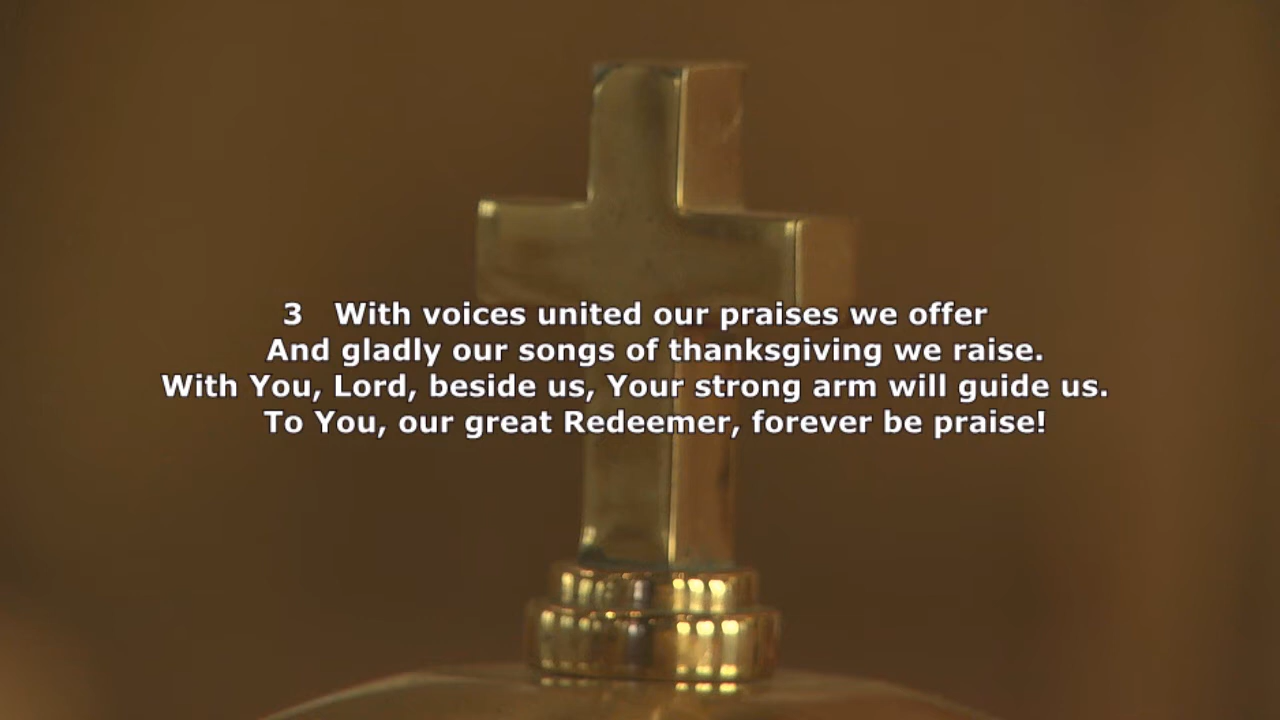 3 With voices united our praises we offer
And gladly our songs of thanksgiving we raise.
With You, Lord, beside us, Your strong arm will guide us.
To You, our great Redeemer, forever be praise!